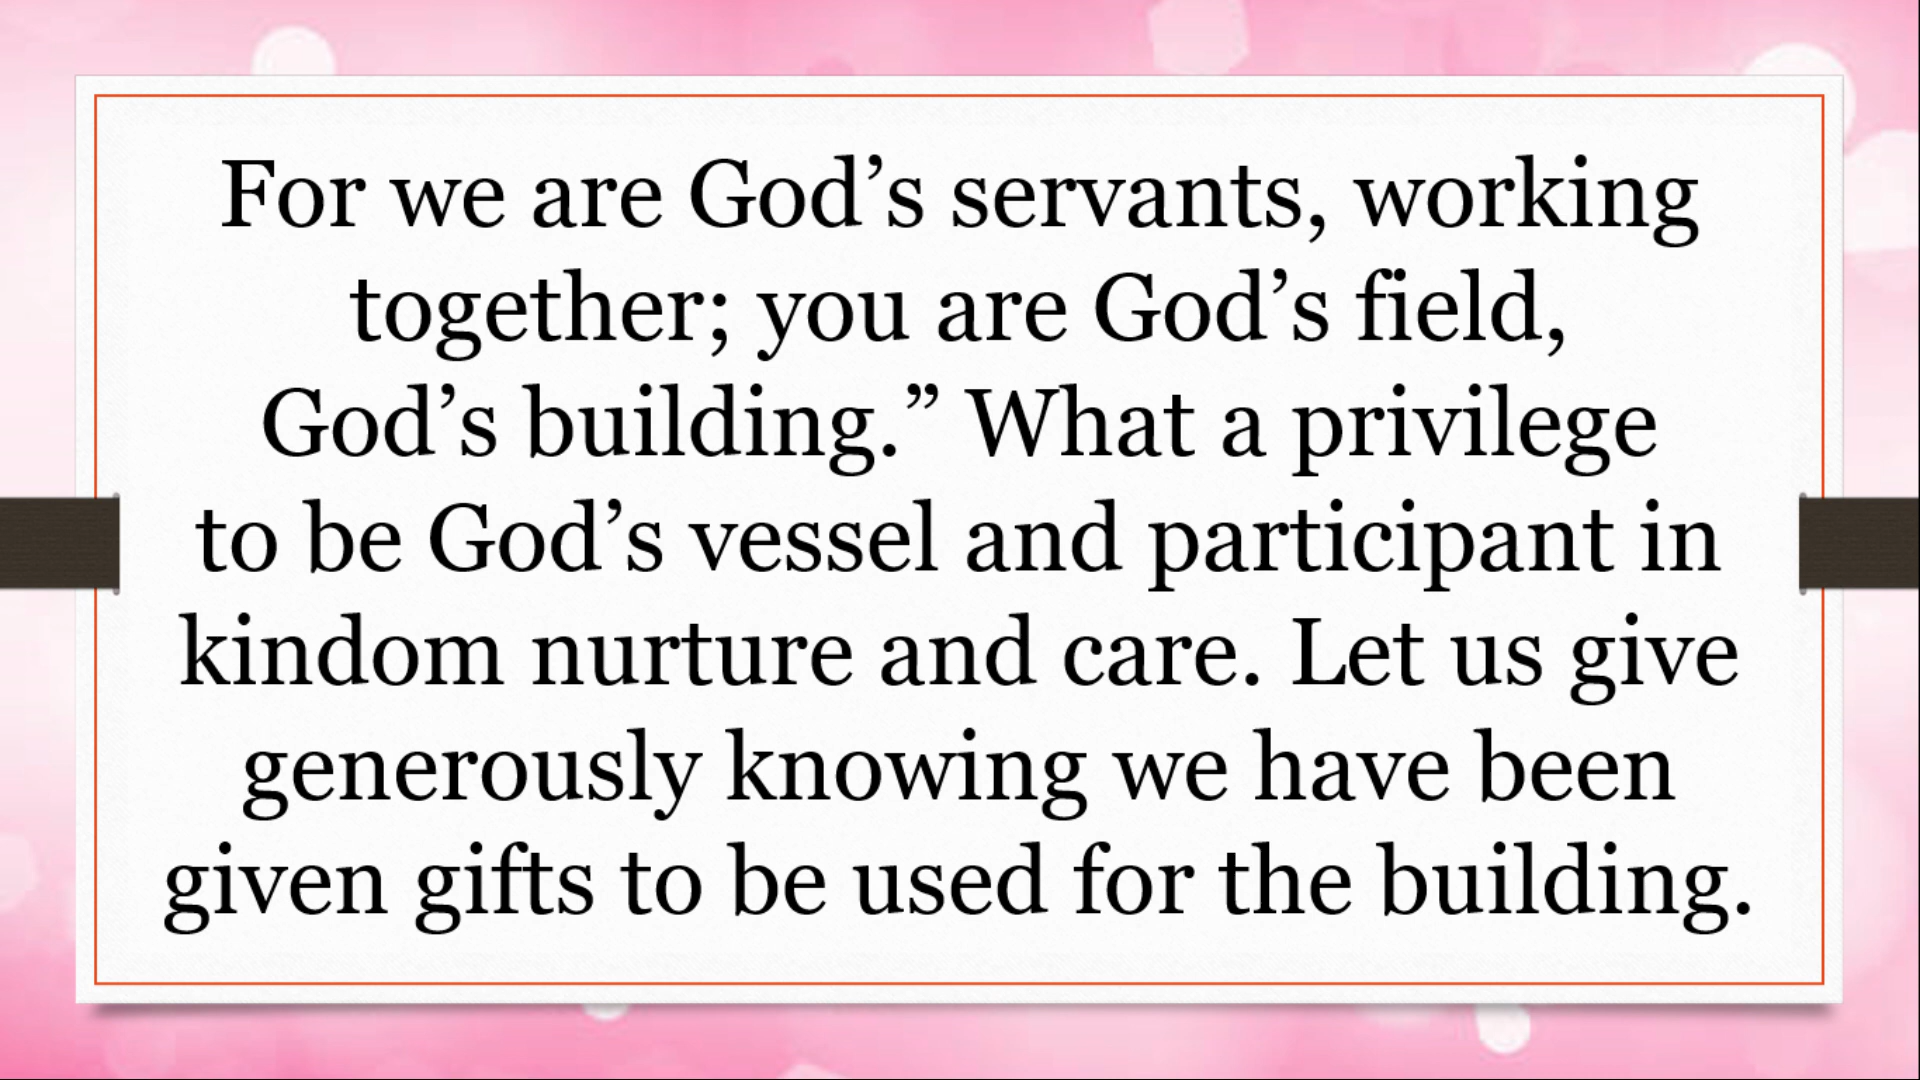 For we are God’s servants, working
together; you are God’s field,
God’s building.” What a privilege
to be God’s vessel and participant in
kindom nurture and care. Let us give
generously knowing we have been
given gifts to be used for the building.